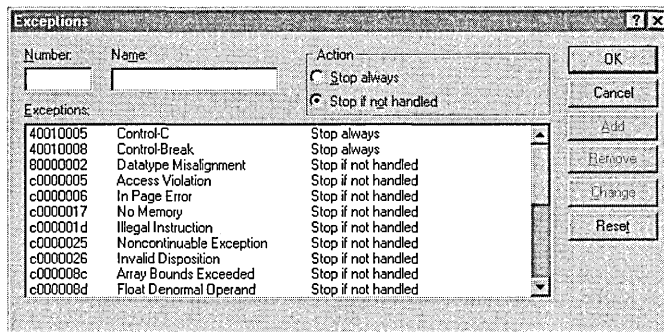 Exceptions
Number: Name: Action
Stop always
Stop if not handled
OK
Cancel
Add
Remove
Change
Reset
Exceptions:
40010005 Control-C Stop always
40010008 Control-Break Stop always
80000002 Datatype Misalignment Stop if not handled
c0000005 Access Violation Stop if not handled
c0000006 In Page Error Stop if not handled
c0000017 No Memory Stop if not handled
c000001d Illegal Instruction Stop if not handled
c0000025 Noncontinuable Exception Stop if not handled
c0000026 Invalid Disposition Stop if not handled
c000008c Array Bounds Exceeded Stop if not handled
c000008d Float Denormal Operand Stop if not handled